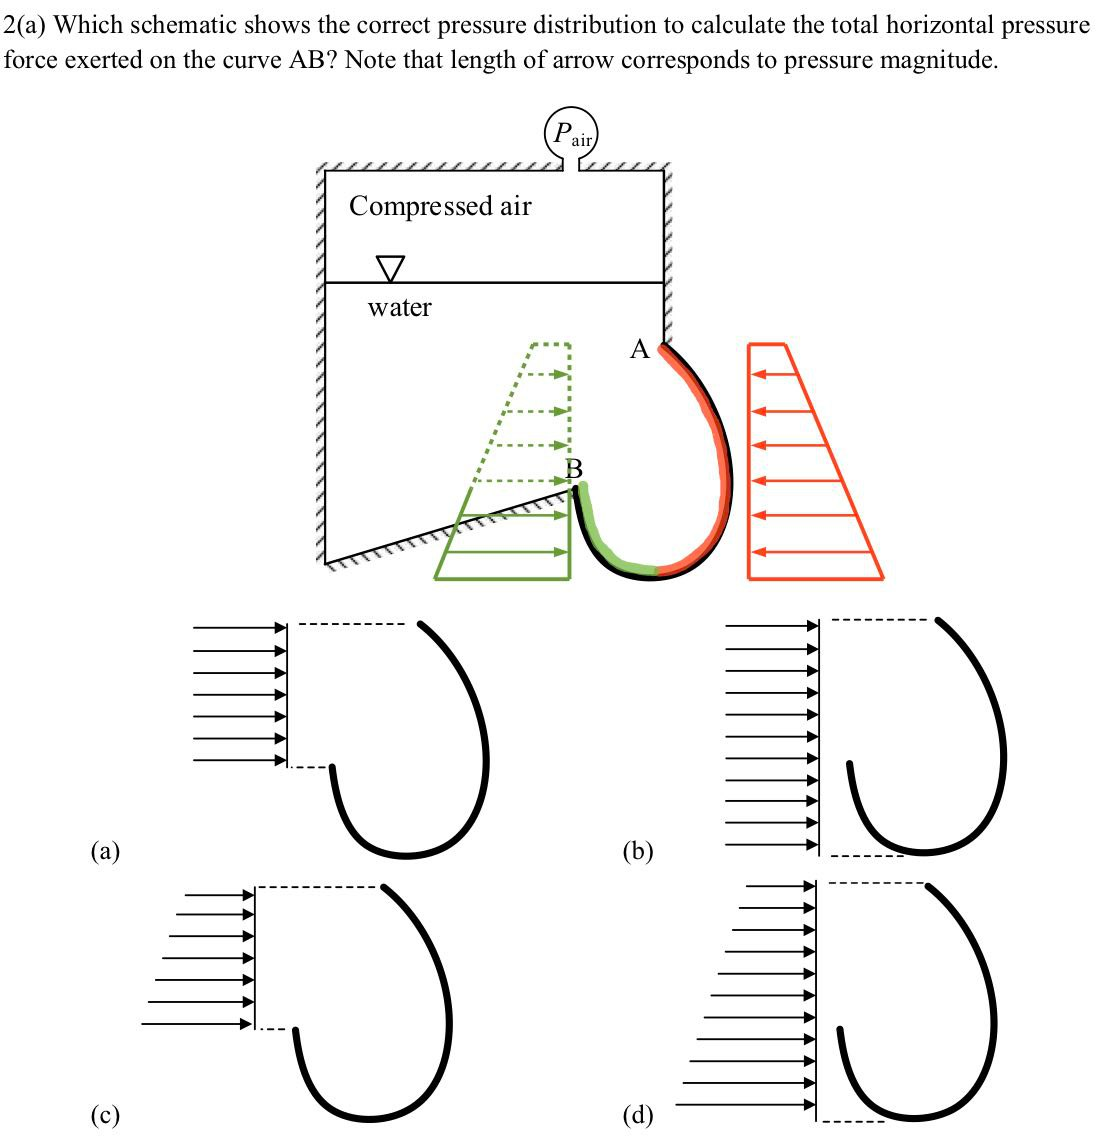 2(a) Which schematic shows the correct pressure distribution to calculate the total horizontal pressure
force exerted on the curve AB? Note that length of arrow corresponds to pressure magnitude.
Pair
Compressed air
water
A
B
(a)
(b)
(c)
(d)